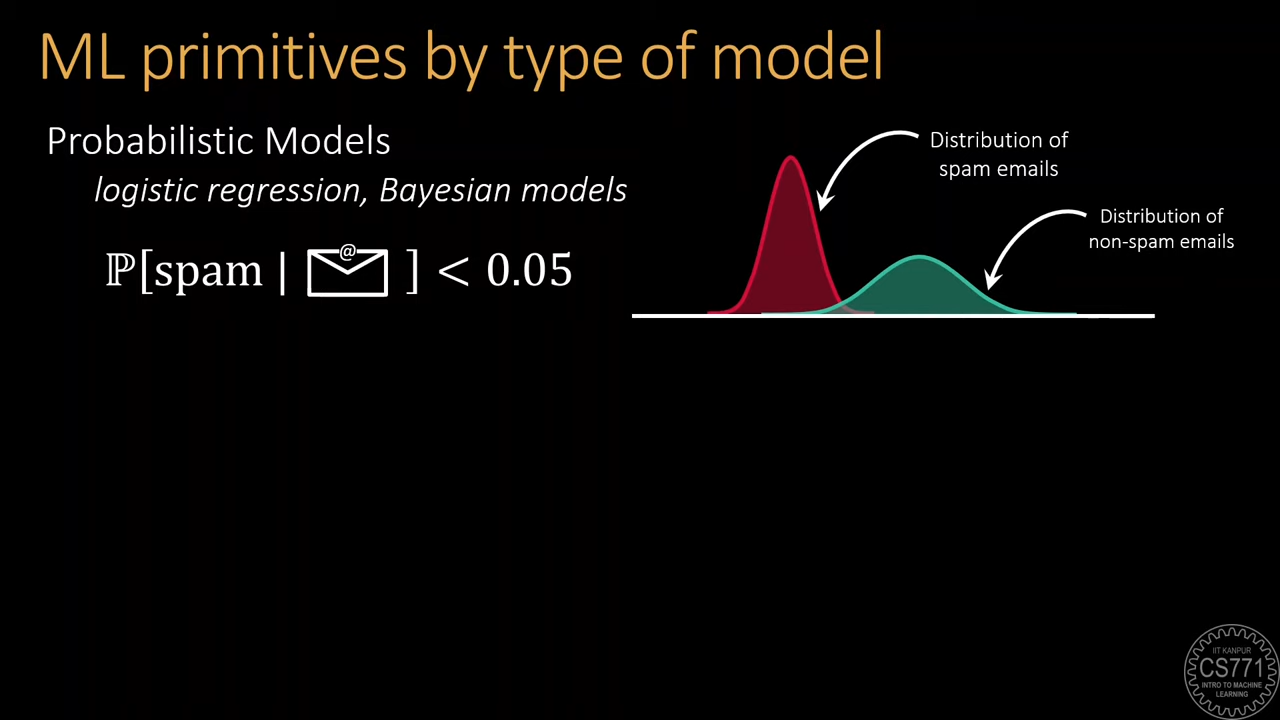 ML primitives by type of model
Probabilistic Models
logistic regression, Bayesian models
ℙ[spam | @ ] < 0.05
Distribution of
spam emails
Distribution of
non-spam emails
IIT KANPUR
CS771
INTRO TO MACHINE
LEARNING